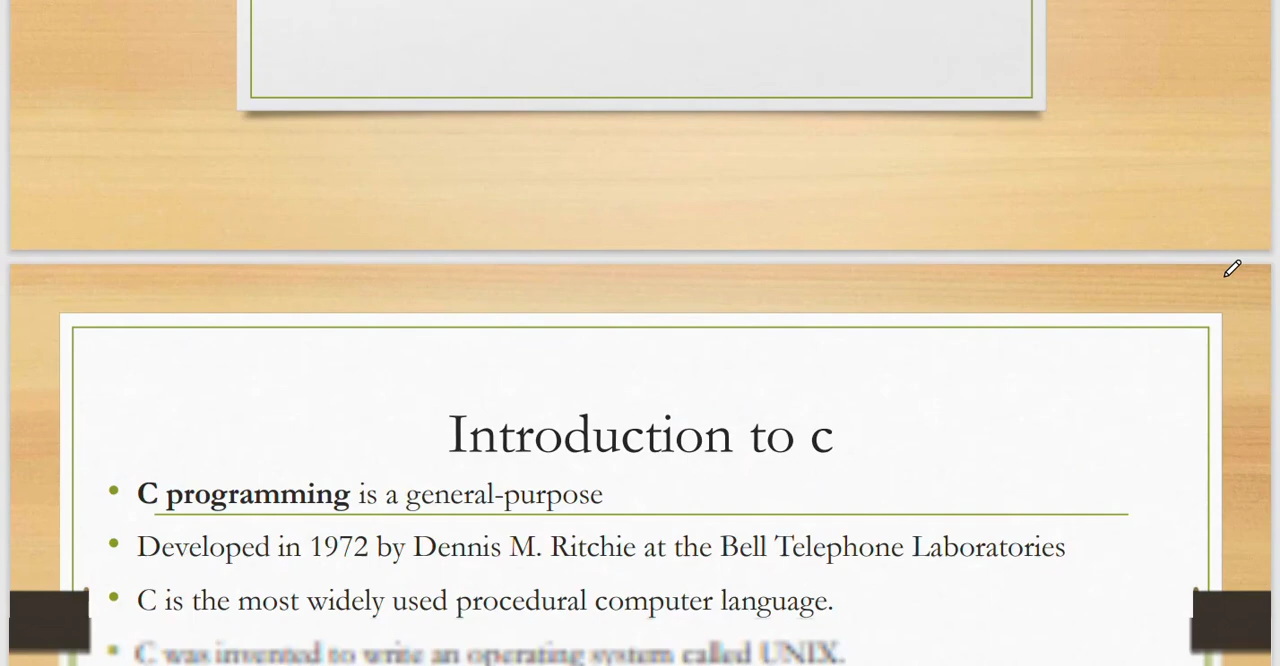 Introduction to c
• C programming is a general-purpose
• Developed in 1972 by Dennis M. Ritchie at the Bell Telephone Laboratories
• C is the most widely used procedural computer language.
• C was invented to write an operating system called UNIX.